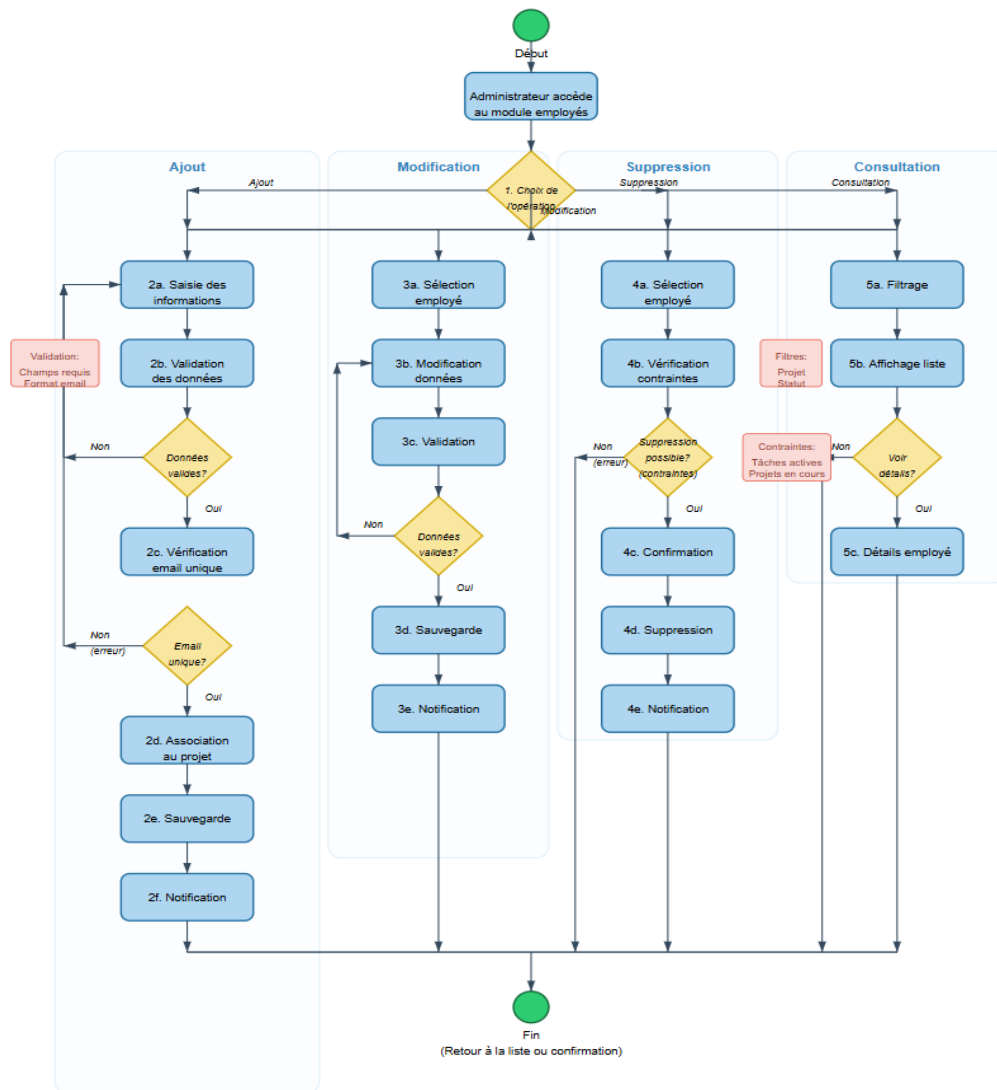 Début
Administrateur accède
au module employés
Ajout
Modification
Suppression
Consultation
Ajout
1. Choix de
l'opération
Suppression
Consultation
Modification
2a. Saisie des
informations
3a. Sélection
employé
4a. Sélection
employé
5a. Filtrage
Validation:
Champs requis
Format email
2b. Validation
des données
3b. Modification
données
4b. Vérification
contraintes
Filtres:
Projet
Statut
5b. Affichage liste
Non
Données
valides?
3c. Validation
Non
(erreur)
Suppression
possible?
(contraintes)
Contraintes:
Tâches actives
Projets en cours
Non
Voir
détails?
Oui
Oui
Oui
2c. Vérification
email unique
Non
Données
valides?
4c. Confirmation
5c. Détails employé
Oui
Non
(erreur)
Email
unique?
3d. Sauvegarde
4d. Suppression
Oui
2d. Association
au projet
3e. Notification
4e. Notification
2e. Sauvegarde
2f. Notification
Fin
(Retour à la liste ou confirmation)